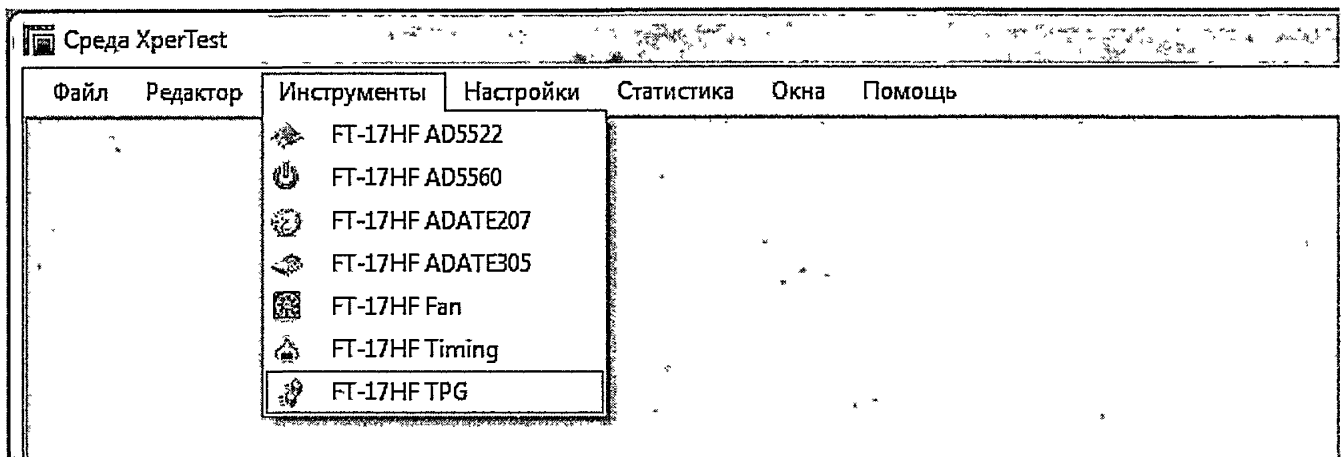 Среда XperTest
Файл Редактор Инструменты Настройки Статистика Окна Помощь
FT-17HF AD5522
FT-17HF AD5560
FT-17HF ADATE207
FT-17HF ADATE305
FT-17HF Fan
FT-17HF Timing
FT-17HF TPG